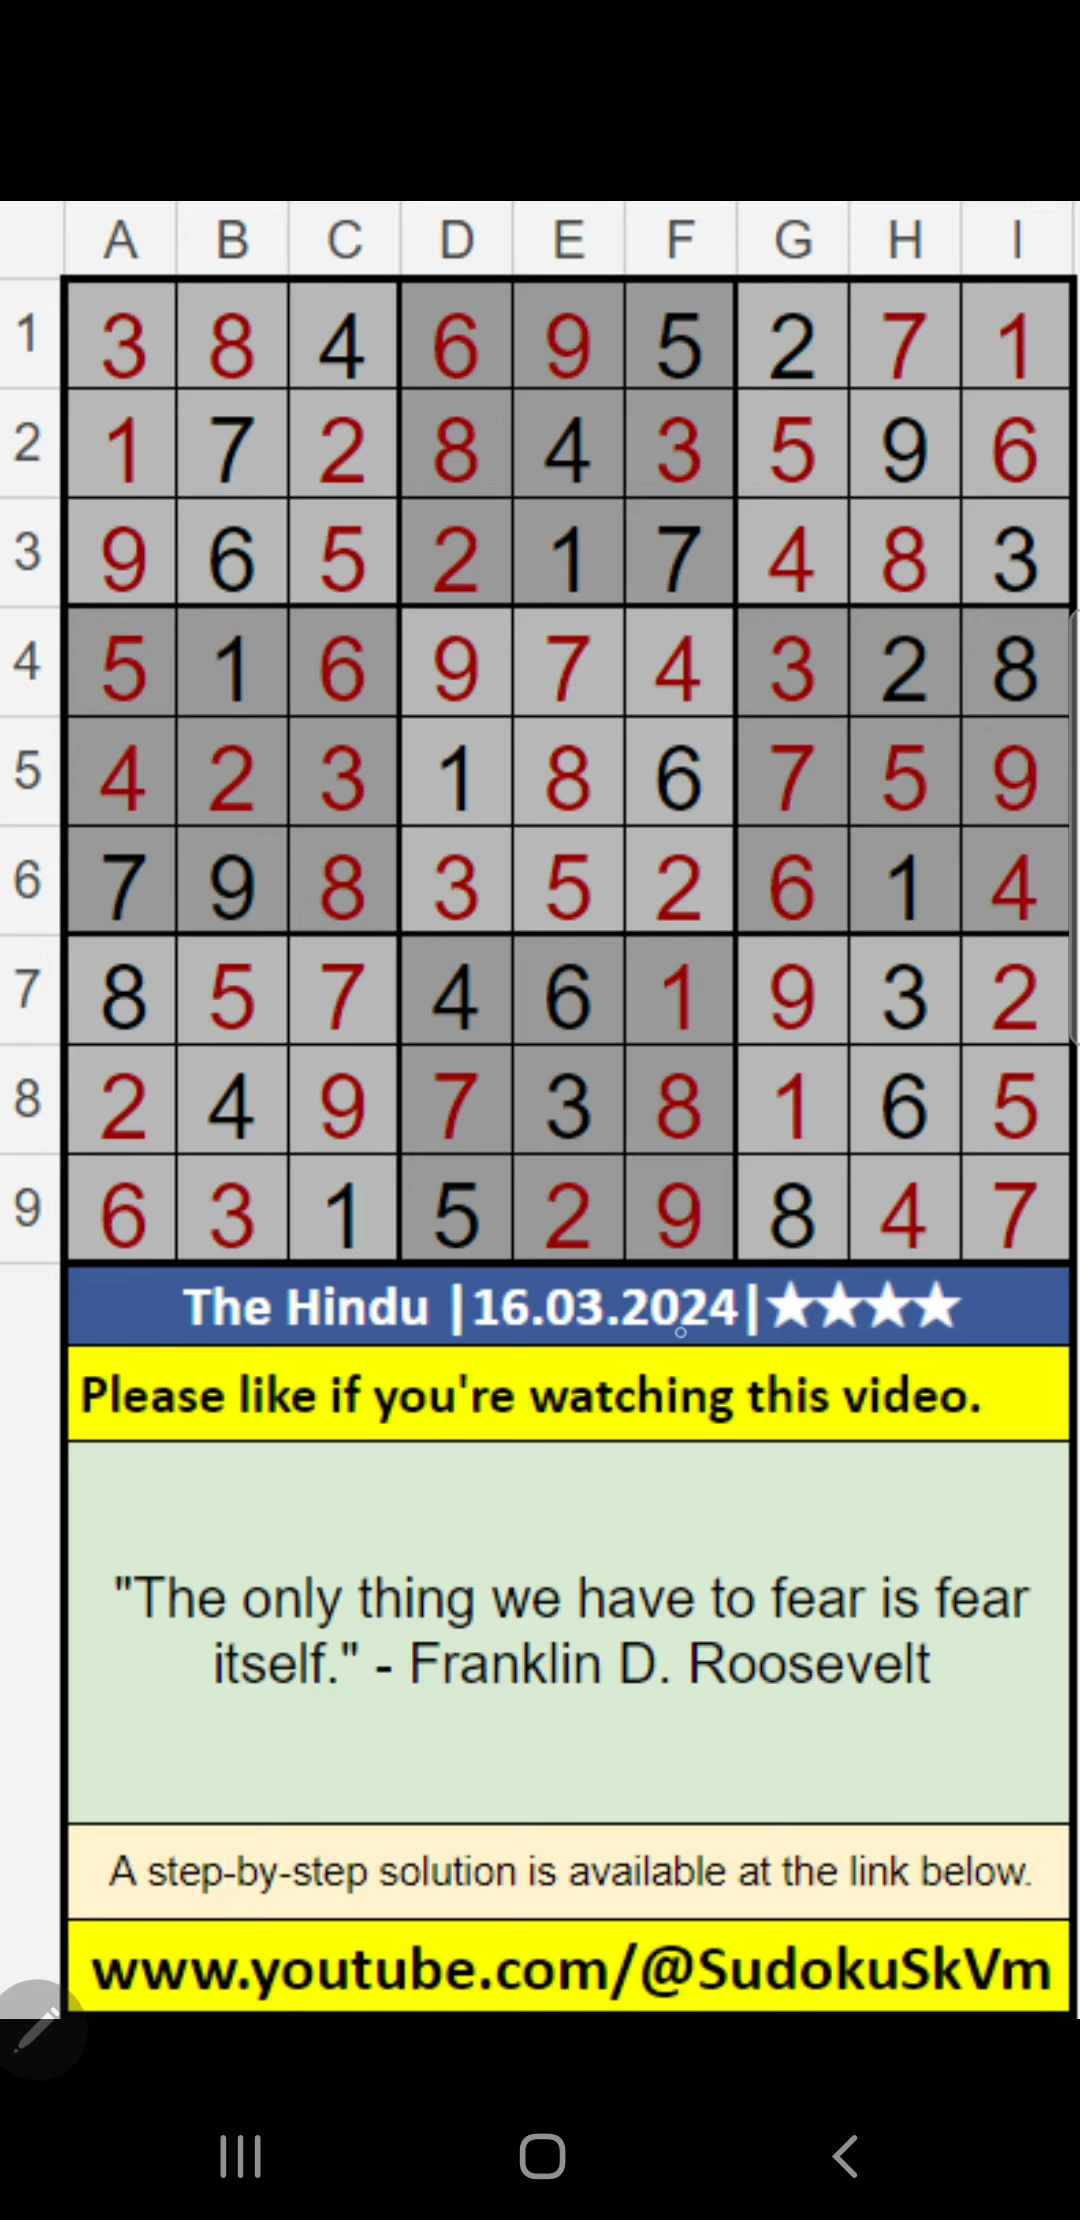 A B C D E F G H I
1 3 8 4 6 9 5 2 7 1
2 1 7 2 8 4 3 5 9 6
3 9 6 5 2 1 7 4 8 3
4 5 1 6 9 7 4 3 2 8
5 4 2 3 1 8 6 7 5 9
6 7 9 8 3 5 2 6 1 4
7 8 5 7 4 6 1 9 3 2
8 2 4 9 7 3 8 1 6 5
9 6 3 1 5 2 9 8 4 7
The Hindu |16.03.2024|★★★★
Please like if you're watching this video.
"The only thing we have to fear is fear
itself." - Franklin D. Roosevelt
A step-by-step solution is available at the link below.
www.youtube.com/@SudokuSkVm